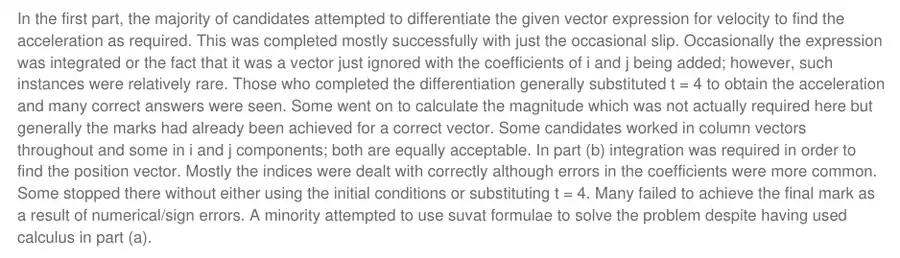 In the first part, the majority of candidates attempted to differentiate the given vector expression for velocity to find the
acceleration as required. This was completed mostly successfully with just the occasional slip. Occasionally the expression
was integrated or the fact that it was a vector just ignored with the coefficients of i and j being added; however, such
instances were relatively rare. Those who completed the differentiation generally substituted t = 4 to obtain the acceleration
and many correct answers were seen. Some went on to calculate the magnitude which was not actually required here but
generally the marks had already been achieved for a correct vector. Some candidates worked in column vectors
throughout and some in i and j components; both are equally acceptable. In part (b) integration was required in order to
find the position vector. Mostly the indices were dealt with correctly although errors in the coefficients were more common.
Some stopped there without either using the initial conditions or substituting t = 4. Many failed to achieve the final mark as
a result of numerical/sign errors. A minority attempted to use suvat formulae to solve the problem despite having used
calculus in part (a).